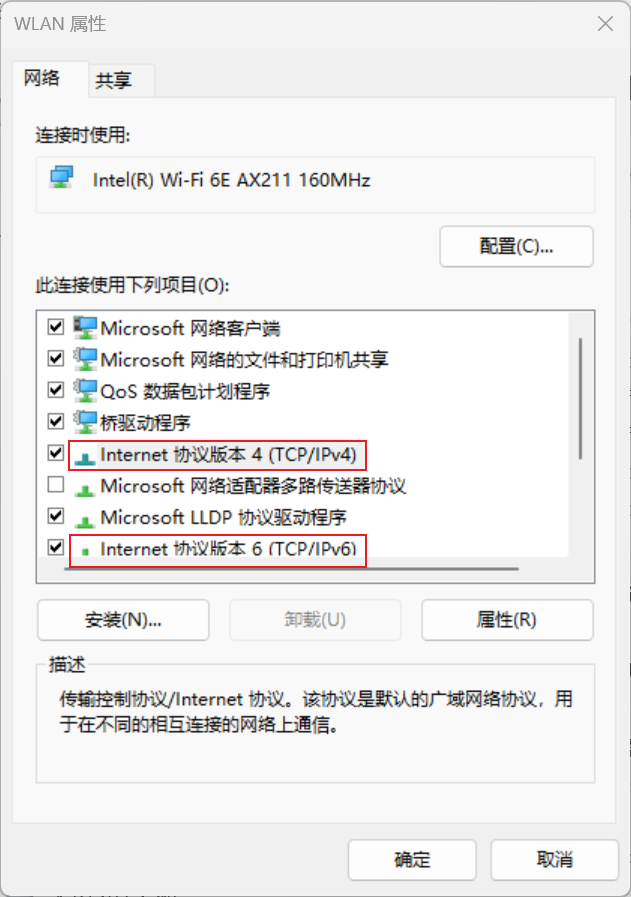 WLAN 属性
网络
共享
连接时使用:
Intel(R) Wi-Fi 6E AX211 160MHz
配置(C)...
此连接使用下列项目(O):
Microsoft 网络客户端
Microsoft 网络的文件和打印机共享
QoS 数据包计划程序
桥驱动程序
Internet 协议版本 4 (TCP/IPv4)
Microsoft 网络适配器多路传送器协议
Microsoft LLDP 协议驱动程序
Internet 协议版本 6 (TCP/IPv6)
安装(N)...
卸载(U)
属性(R)
描述
传输控制协议/Internet 协议。该协议是默认的广域网络协议，用
于在不同的相互连接的网络上通信。
确定
取消